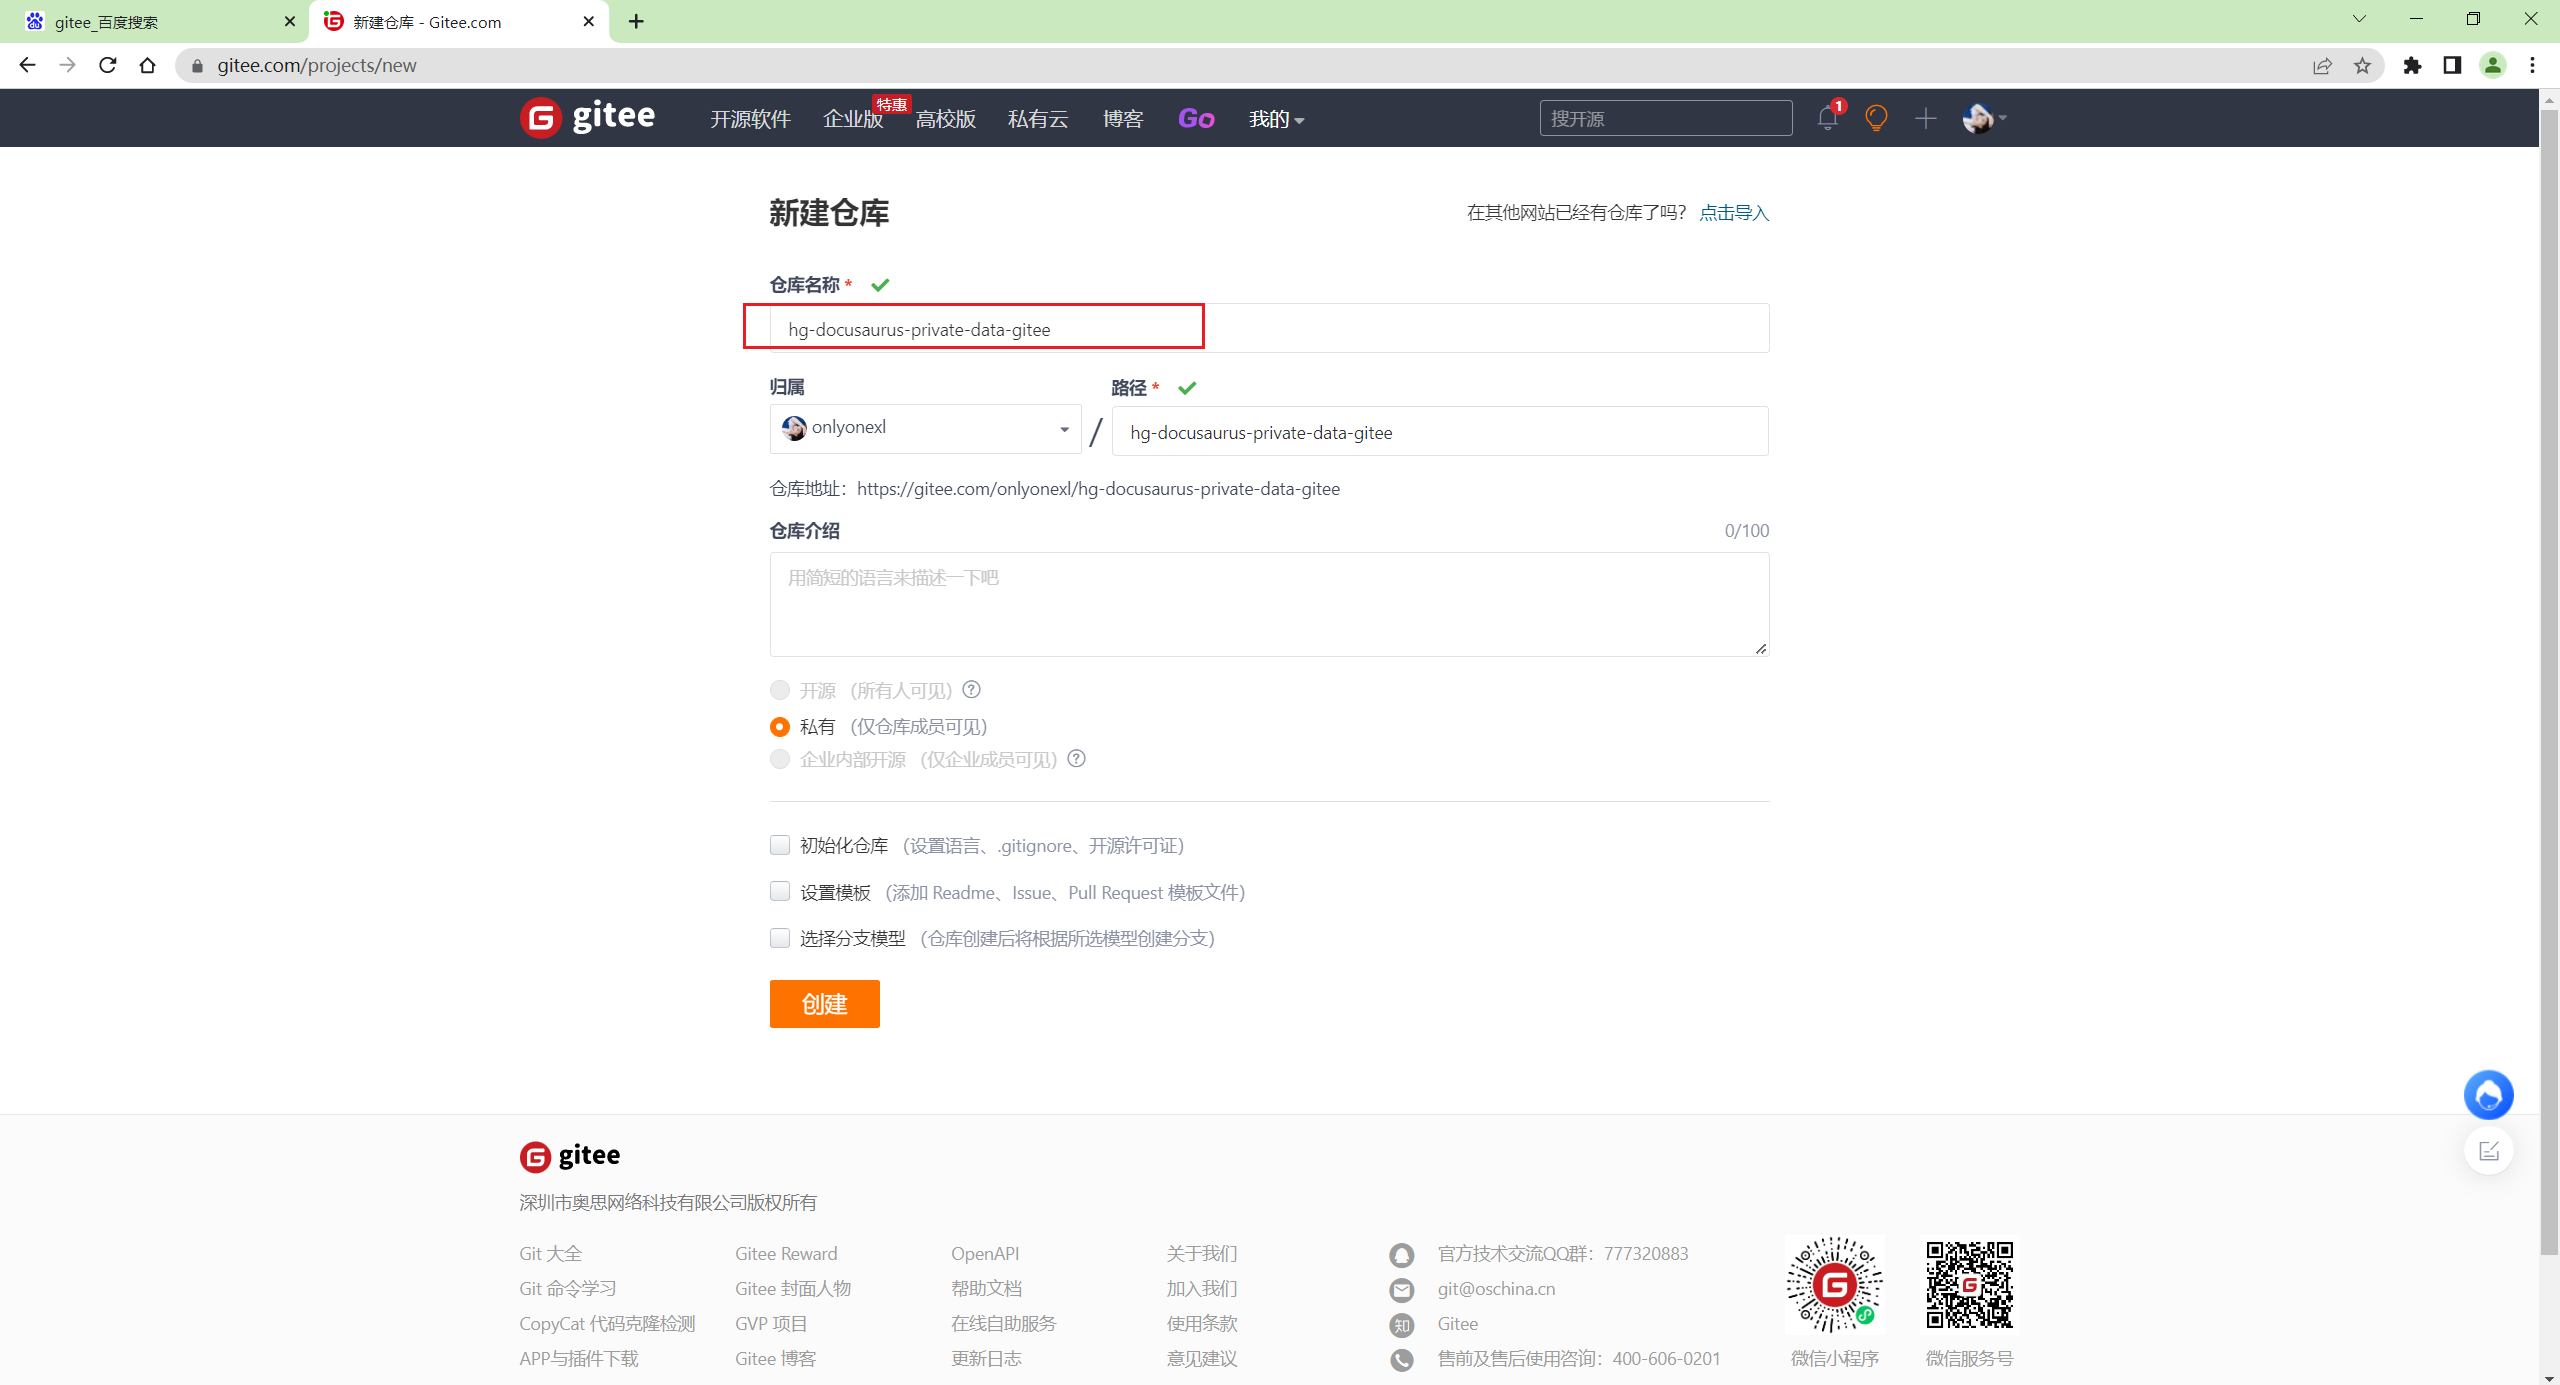 gitee_百度搜索
新建仓库 - Gitee.com
gitee.com/projects/new
gitee
开源软件
企业版
特惠
高校版
私有云
博客
Go
我的
搜开源
1
新建仓库
在其他网站已经有仓库了吗? 点击导入
仓库名称 *
hg-docusaurus-private-data-gitee
归属
路径 *
onlyonexl
/
hg-docusaurus-private-data-gitee
仓库地址：https://gitee.com/onlyonexl/hg-docusaurus-private-data-gitee
仓库介绍
0/100
用简短的语言来描述一下吧
开源 （所有人可见） ?
私有 （仅仓库成员可见）
企业内部开源 （仅企业成员可见） ?
初始化仓库 （设置语言、.gitignore、开源许可证）
设置模板 （添加 Readme、Issue、Pull Request 模板文件）
选择分支模型 （仓库创建后将根据所选模型创建分支）
创建
gitee
深圳市奥思网络科技有限公司版权所有
Git 大全
Git 命令学习
CopyCat 代码克隆检测
APP与插件下载
Gitee Reward
Gitee 封面人物
GVP 项目
Gitee 博客
OpenAPI
帮助文档
在线自助服务
更新日志
关于我们
加入我们
使用条款
意见建议
官方技术交流QQ群：777320883
git@oschina.cn
知 Gitee
售前及售后使用咨询：400-606-0201
微信小程序
微信服务号